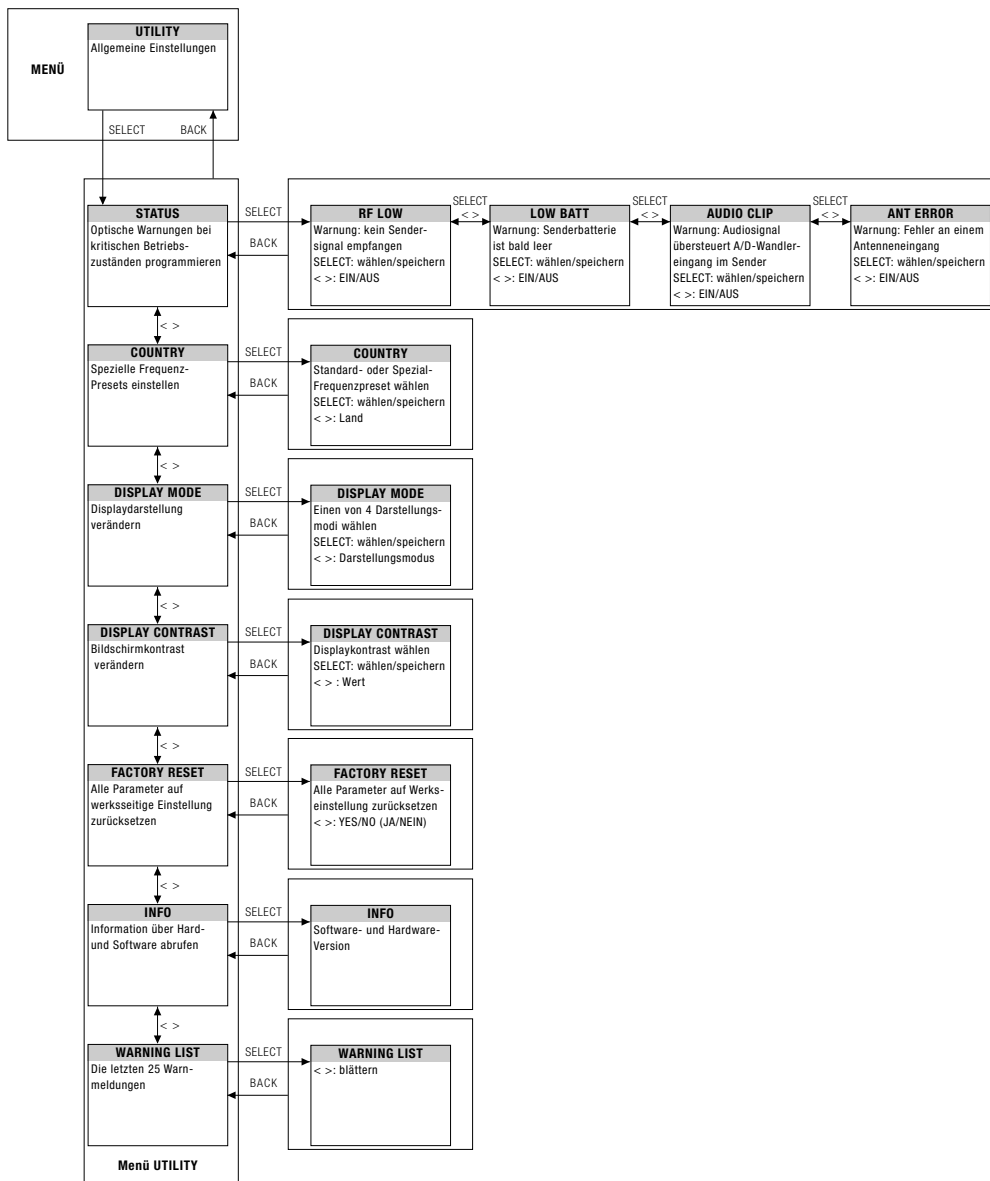 UTILITY
Allgemeine Einstellungen
MENÜ
SELECT
BACK
STATUS
Optische Warnungen bei
kritischen Betriebs-
zuständen programmieren
SELECT
BACK
RF LOW
Warnung: kein Sender-
signal empfangen
SELECT: wählen/speichern
< >: EIN/AUS
SELECT
< >
LOW BATT
Warnung: Senderbatterie
ist bald leer
SELECT: wählen/speichern
< >: EIN/AUS
SELECT
< >
AUDIO CLIP
Warnung: Audiosignal
übersteuert A/D-Wandler-
eingang im Sender
SELECT: wählen/speichern
< >: EIN/AUS
SELECT
< >
ANT ERROR
Warnung: Fehler an einem
Antenneneingang
SELECT: wählen/speichern
< >: EIN/AUS
< >
COUNTRY
Spezielle Frequenz-
Presets einstellen
SELECT
BACK
COUNTRY
Standard- oder Spezial-
Frequenzpreset wählen
SELECT: wählen/speichern
< >: Land
< >
DISPLAY MODE
Displaydarstellung
verändern
SELECT
BACK
DISPLAY MODE
Einen von 4 Darstellungs-
modi wählen
SELECT: wählen/speichern
< >: Darstellungsmodus
< >
DISPLAY CONTRAST
Bildschirmkontrast
verändern
SELECT
BACK
DISPLAY CONTRAST
Displaykontrast wählen
SELECT: wählen/speichern
< > : Wert
< >
FACTORY RESET
Alle Parameter auf
werksseitige Einstellung
zurücksetzen
SELECT
BACK
FACTORY RESET
Alle Parameter auf Werks-
einstellung zurücksetzen
< >: YES/NO (JA/NEIN)
< >
INFO
Information über Hard-
und Software abrufen
SELECT
BACK
INFO
Software- und Hardware-
Version
< >
WARNING LIST
Die letzten 25 Warn-
meldungen
SELECT
BACK
WARNING LIST
< >: blättern
Menü UTILITY